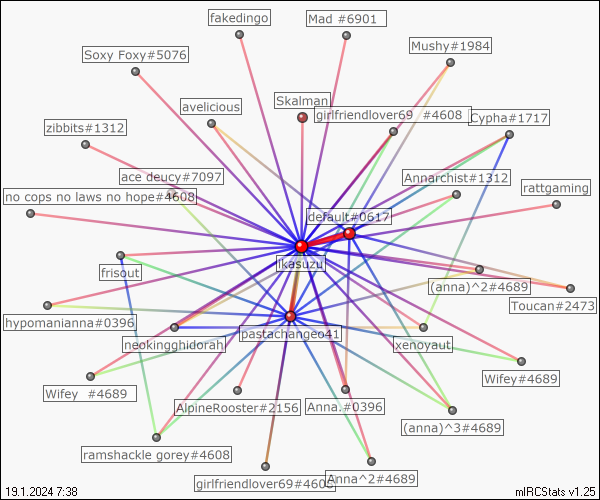 fakedingo
Mad #6901
Mushy#1984
Soxy Foxy#5076
avelicious
Skalman
girlfriendlover69 #4608
Cypha#1717
zibbits#1312
ace deucy#7097
Annarchist#1312
rattgaming
no cops no laws no hope#4608
default#0617
ikasuzu
frisout
(anna)^2#4689
Toucan#2473
hypomanianna#0396
neokingghidorah
pastachangeo41
xenoyaut
Wifey#4689
Wifey #4689
AlpineRooster#2156
Anna.#0396
(anna)^3#4689
ramshackle gorey#4608
girlfriendlover69#4608
Anna^2#4689
19.1.2024 7:38
mIRCStats v1.25